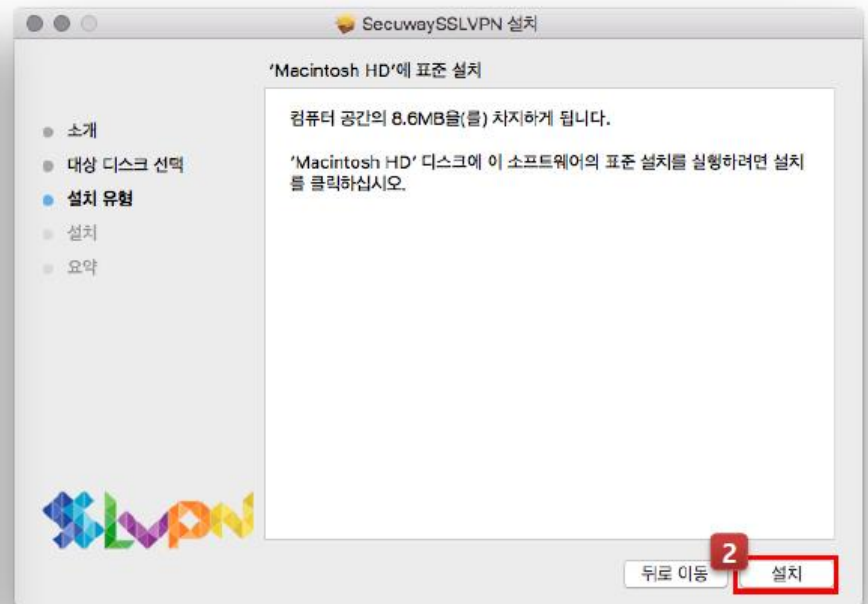 SecuwaySSLVPN 설치
'Macintosh HD'에 표준 설치
소개
대상 디스크 선택
설치 유형
설치
요약
컴퓨터 공간의 8.6MB을(를) 차지하게 됩니다.
'Macintosh HD' 디스크에 이 소프트웨어의 표준 설치를 실행하려면 설치
를 클릭하십시오.
SSLVPN
뒤로 이동
2
설치